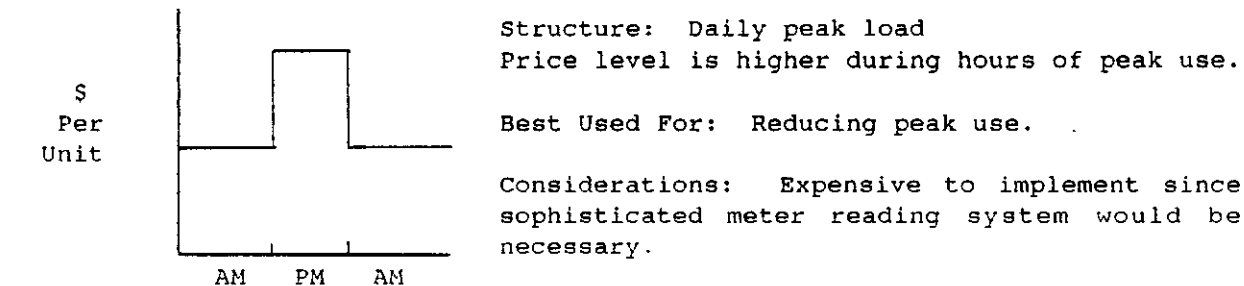 Structure: Daily peak load
Price level is higher during hours of peak use.
$
Per
Unit
Best Used For: Reducing peak use.
Considerations: Expensive to implement since
sophisticated meter reading system would be
necessary.
AM PM AM